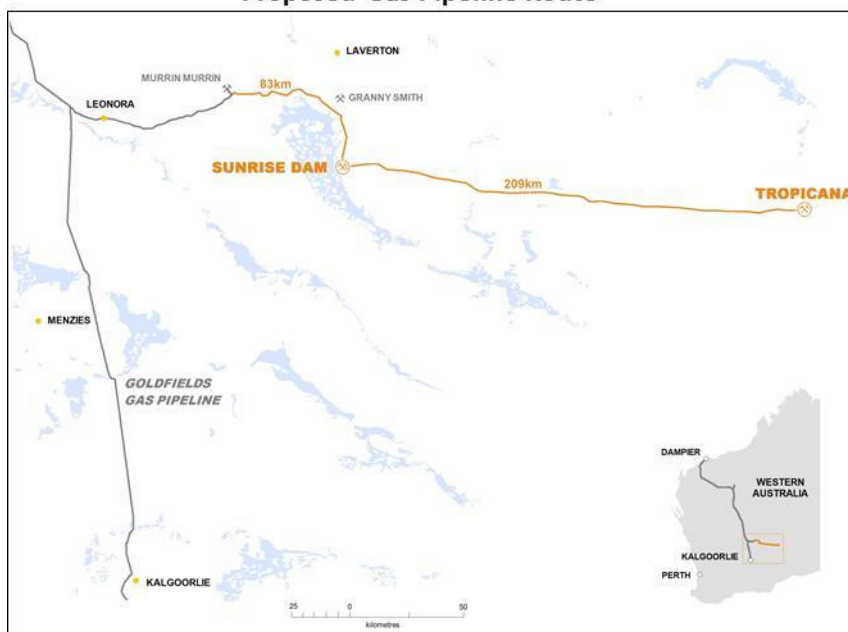 Proposed Gas Pipeline Route
LAVERTON
MURRIN MURRIN
83km
GRANNY SMITH
LEONORA
SUNRISE DAM
209km
TROPICANA
MENZIES
GOLDFIELDS
GAS PIPELINE
DAMPIER
WESTERN
AUSTRALIA
KALGOORLIE
PERTH
KALGOORLIE
25
0
50
kilometres